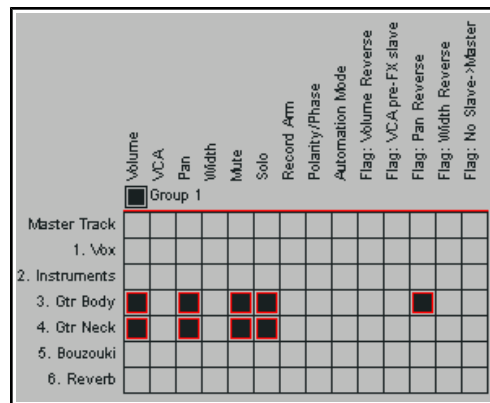 Volume
VCA
Pan
Width
Mute
Solo
Record Arm
Polarity/Phase
Automation Mode
Flag: Volume Reverse
Flag: VCA pre-FX slave
Flag: Pan Reverse
Flag: Width Reverse
Flag: No Slave->Master
Group 1
Master Track
1. Vox
2. Instruments
3. Gtr Body
4. Gtr Neck
5. Bouzouki
6. Reverb